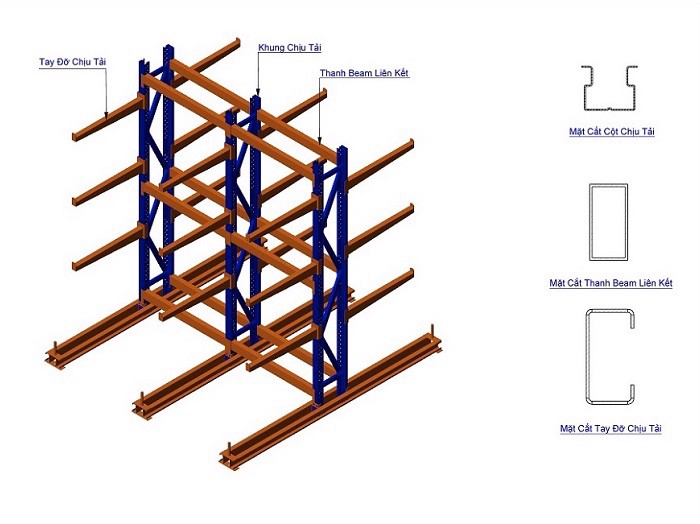 Khung Chịu Tải
Tay Đỡ Chịu Tải
Thanh Beam Liên Kết
Mặt Cắt Cột Chịu Tải
Mặt Cắt Thanh Beam Liên Kết
Mặt Cắt Tay Đỡ Chịu Tải